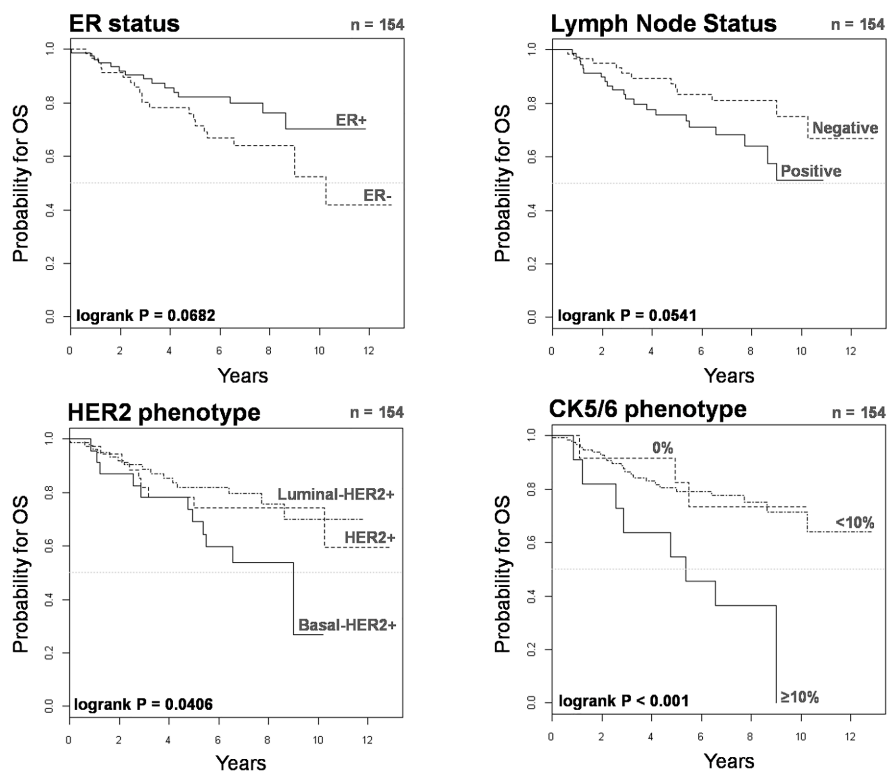 ER status
n = 154
Probability for OS
1.0
0.8
0.6
0.4
0.2
0.0
ER+
ER-
logrank P = 0.0682
0 2 4 6 8 10 12
Years
Lymph Node Status
n = 154
Probability for OS
1.0
0.8
0.6
0.4
0.2
0.0
Negative
Positive
logrank P = 0.0541
0 2 4 6 8 10 12
Years
HER2 phenotype
n = 154
Probability for OS
1.0
0.8
0.6
0.4
0.2
0.0
Luminal-HER2+
HER2+
Basal-HER2+
logrank P = 0.0406
0 2 4 6 8 10 12
Years
CK5/6 phenotype
n = 154
Probability for OS
1.0
0.8
0.6
0.4
0.2
0.0
0%
<10%
≥10%
logrank P < 0.001
0 2 4 6 8 10 12
Years